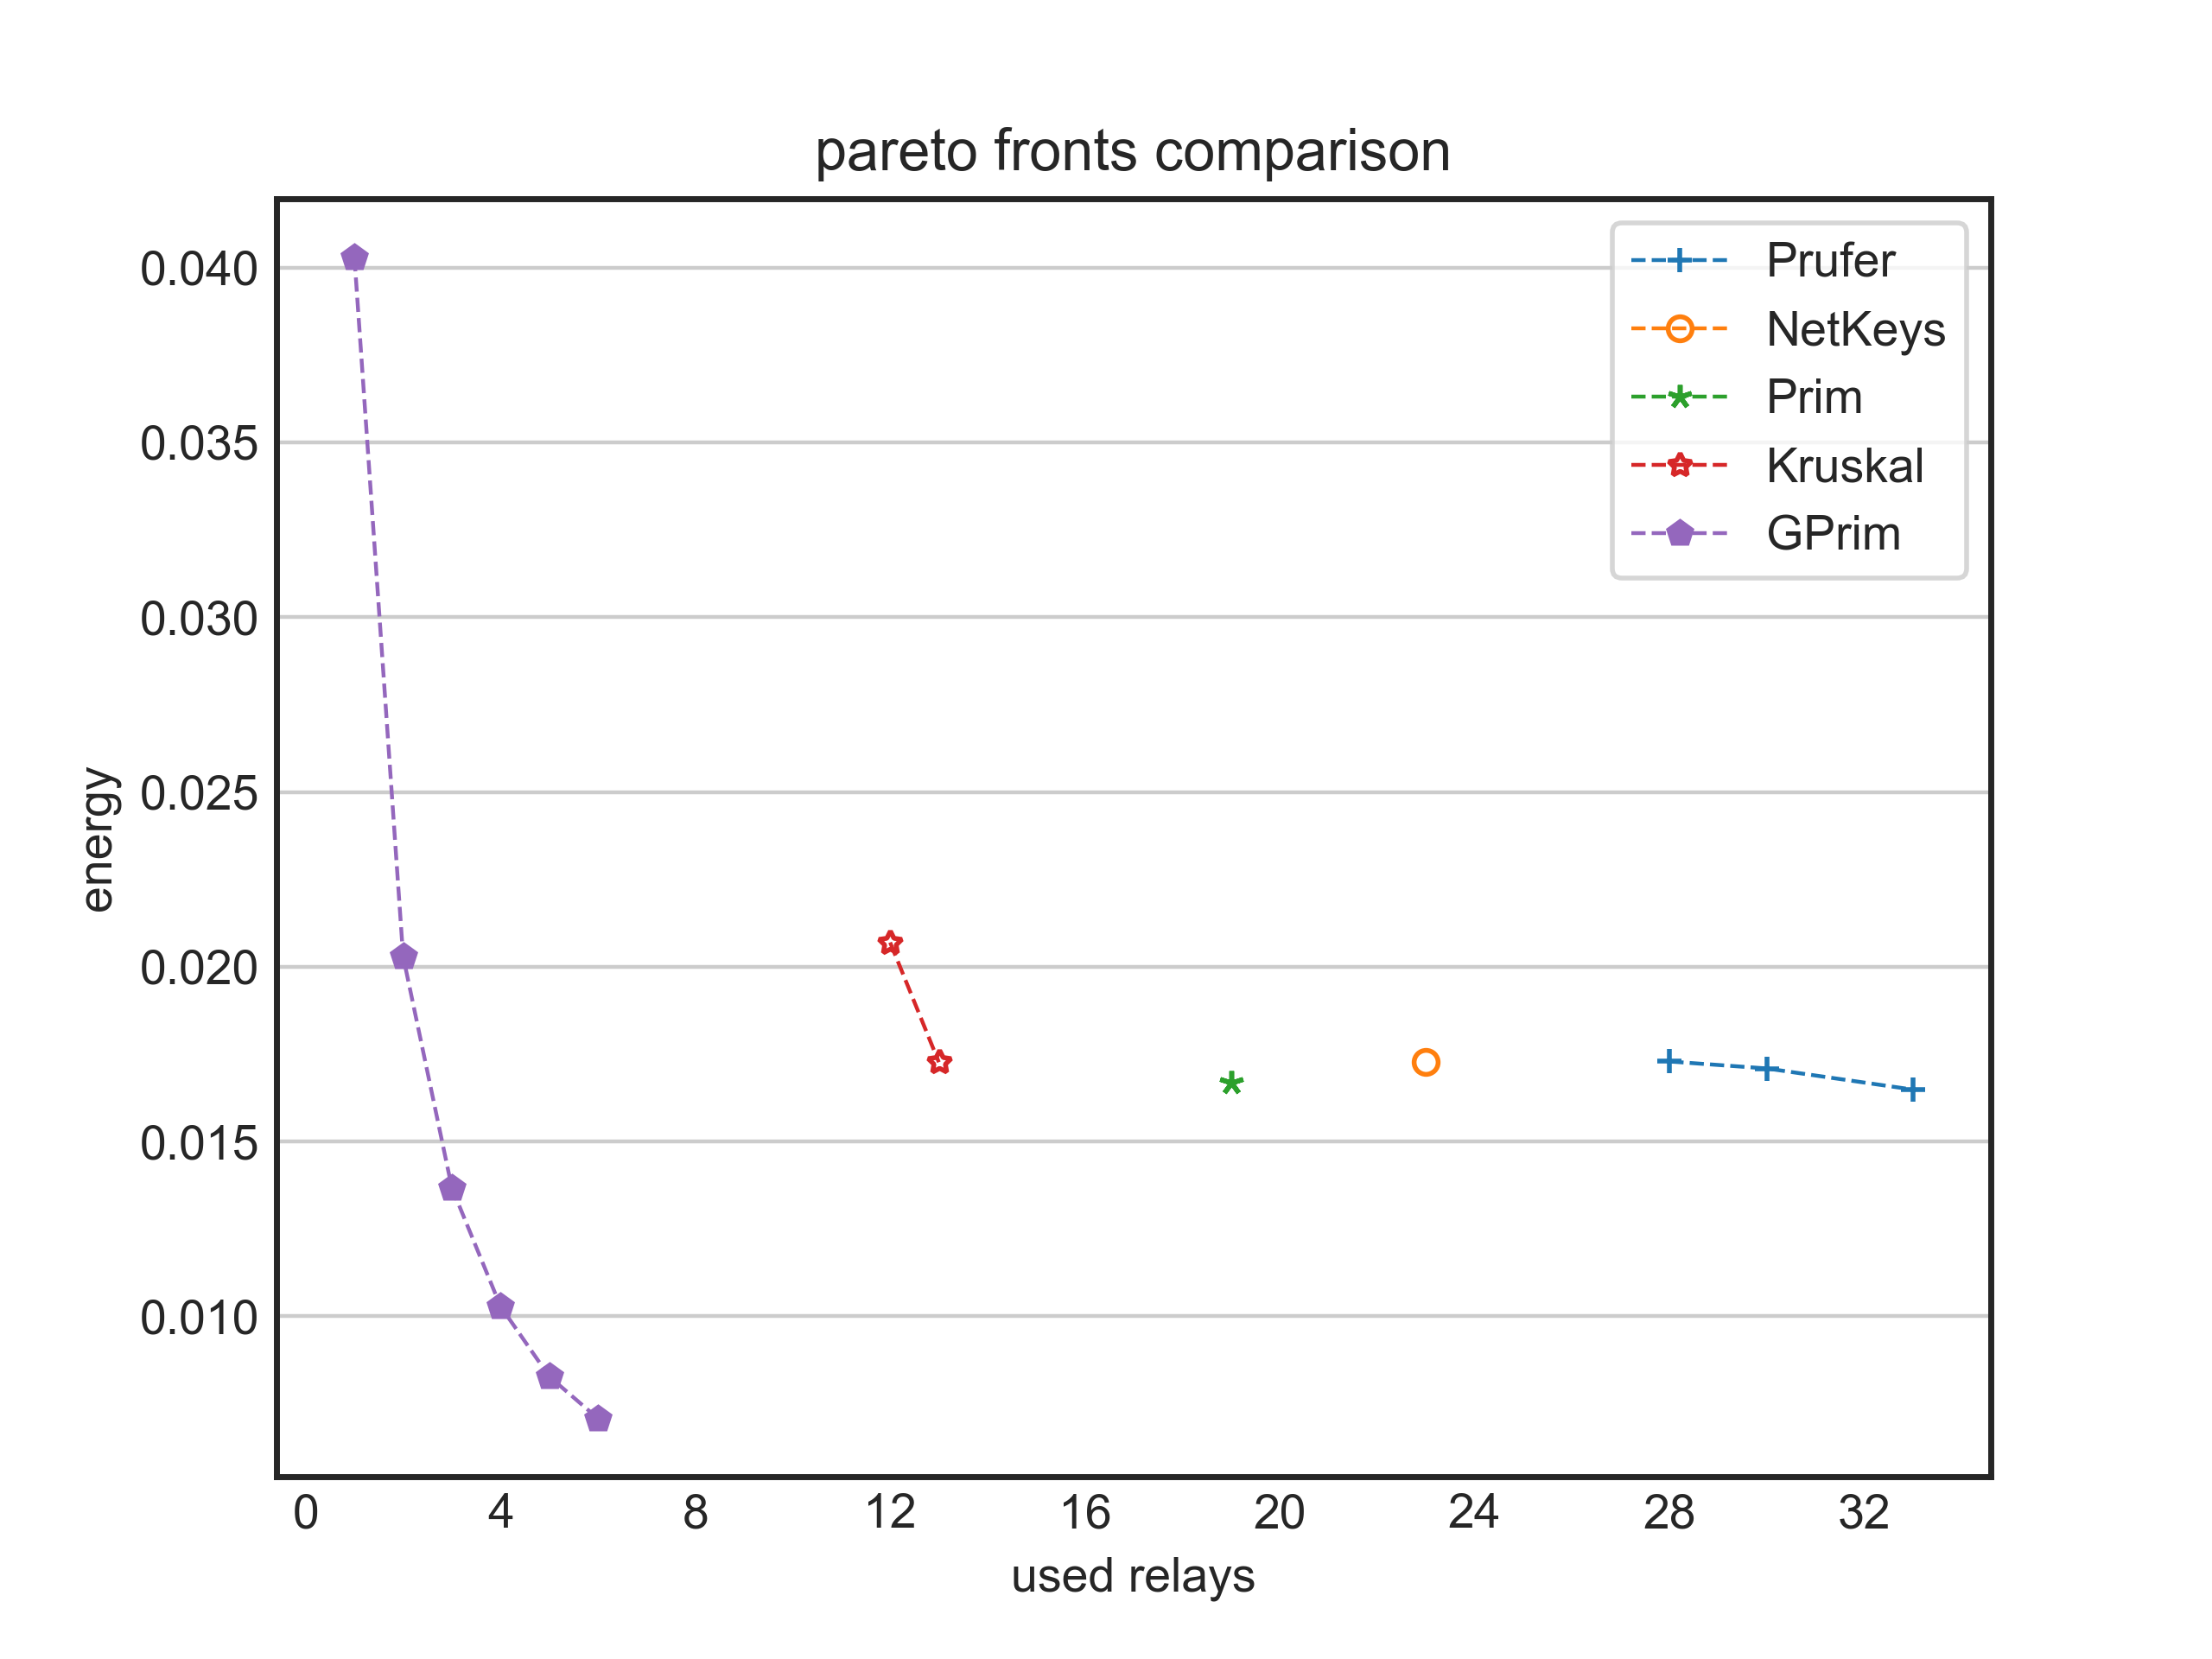 pareto fronts comparison
0.040
0.035
0.030
0.025
0.020
0.015
0.010
energy
Prufer
NetKeys
Prim
Kruskal
GPrim
0 4 8 12 16 20 24 28 32
used relays